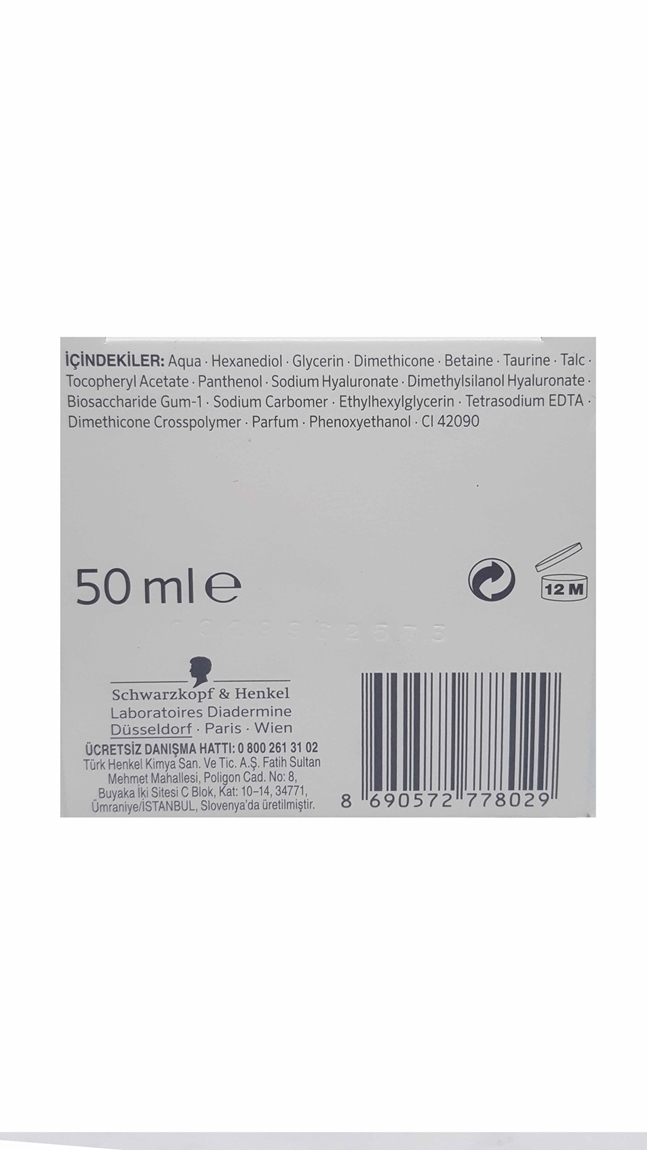 İÇİNDEKİLER: Aqua · Hexanediol · Glycerin · Dimethicone · Betaine · Taurine · Talc ·
Tocopheryl Acetate · Panthenol · Sodium Hyaluronate · Dimethylsilanol Hyaluronate ·
Biosaccharide Gum-1 · Sodium Carbomer · Ethylhexylglycerin · Tetrasodium EDTA ·
Dimethicone Crosspolymer · Parfum · Phenoxyethanol · CI 42090
50 ml e
12 M
Schwarzkopf & Henkel
Laboratoires Diadermine
Düsseldorf · Paris · Wien
ÜCRETSİZ DANIŞMA HATTI: 0 800 261 31 02
Türk Henkel Kimya San. Ve Tic. A.Ş. Fatih Sultan
Mehmet Mahallesi, Poligon Cad. No: 8,
Buyaka İki Sitesi C Blok, Kat: 10-14, 34771,
Ümraniye/İSTANBUL, Slovenya'da üretilmiştir.
8 690572 778029